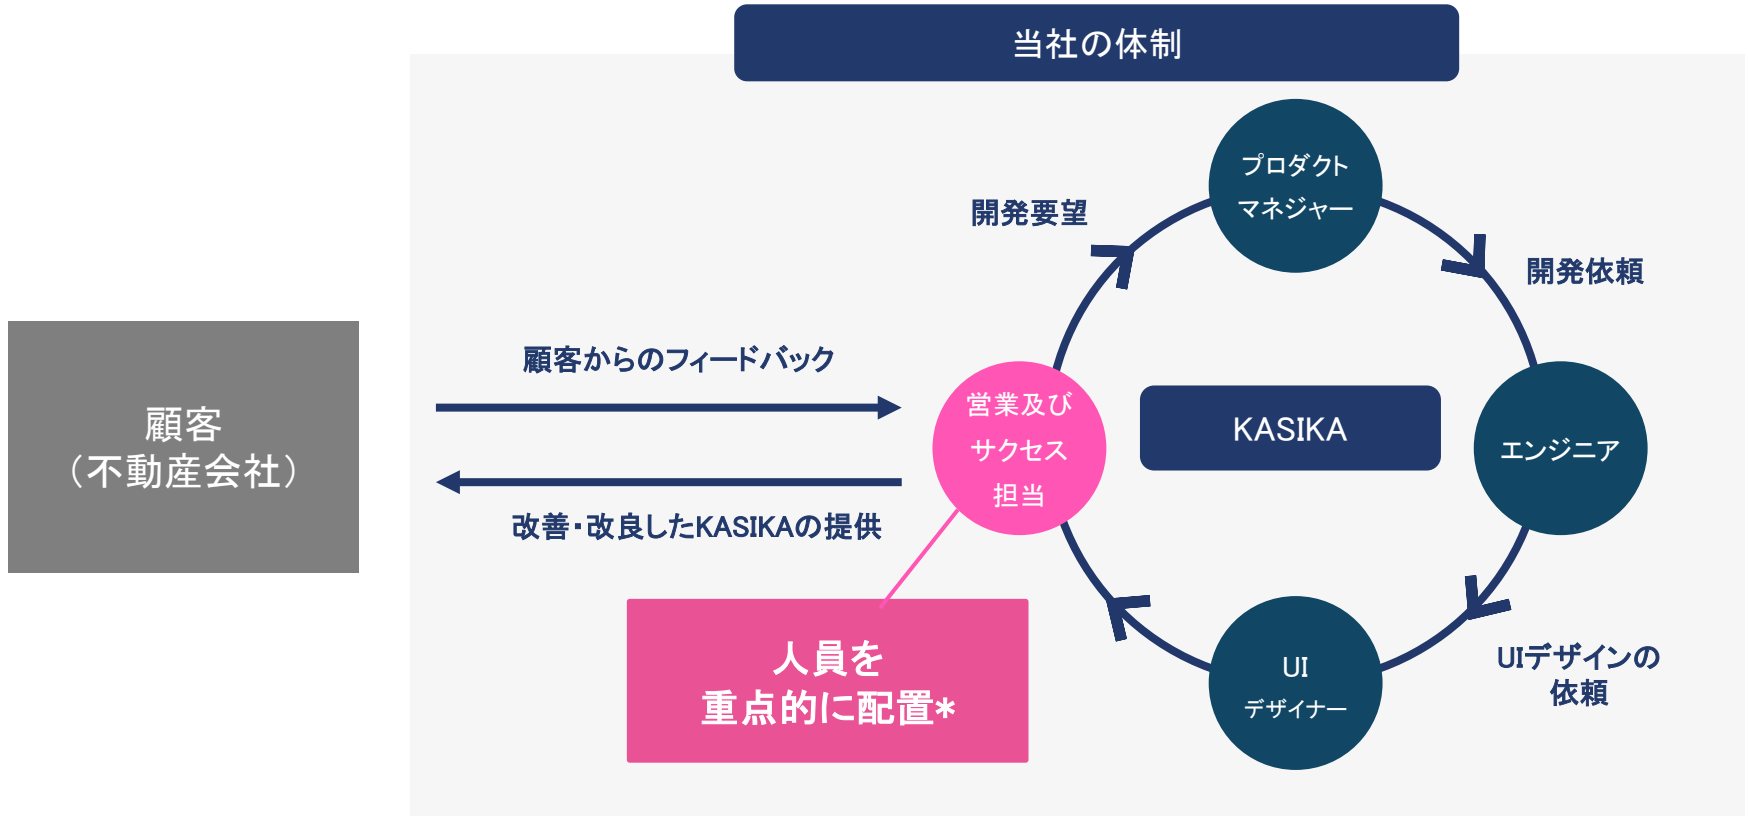 当社の体制
プロダクト
マネジャー
開発要望
開発依頼
顧客からのフィードバック
顧客
（不動産会社）
営業及び
サクセス
担当
KASIKA
エンジニア
改善・改良したKASIKAの提供
人員を
重点的に配置*
UI
デザイナー
UIデザインの
依頼